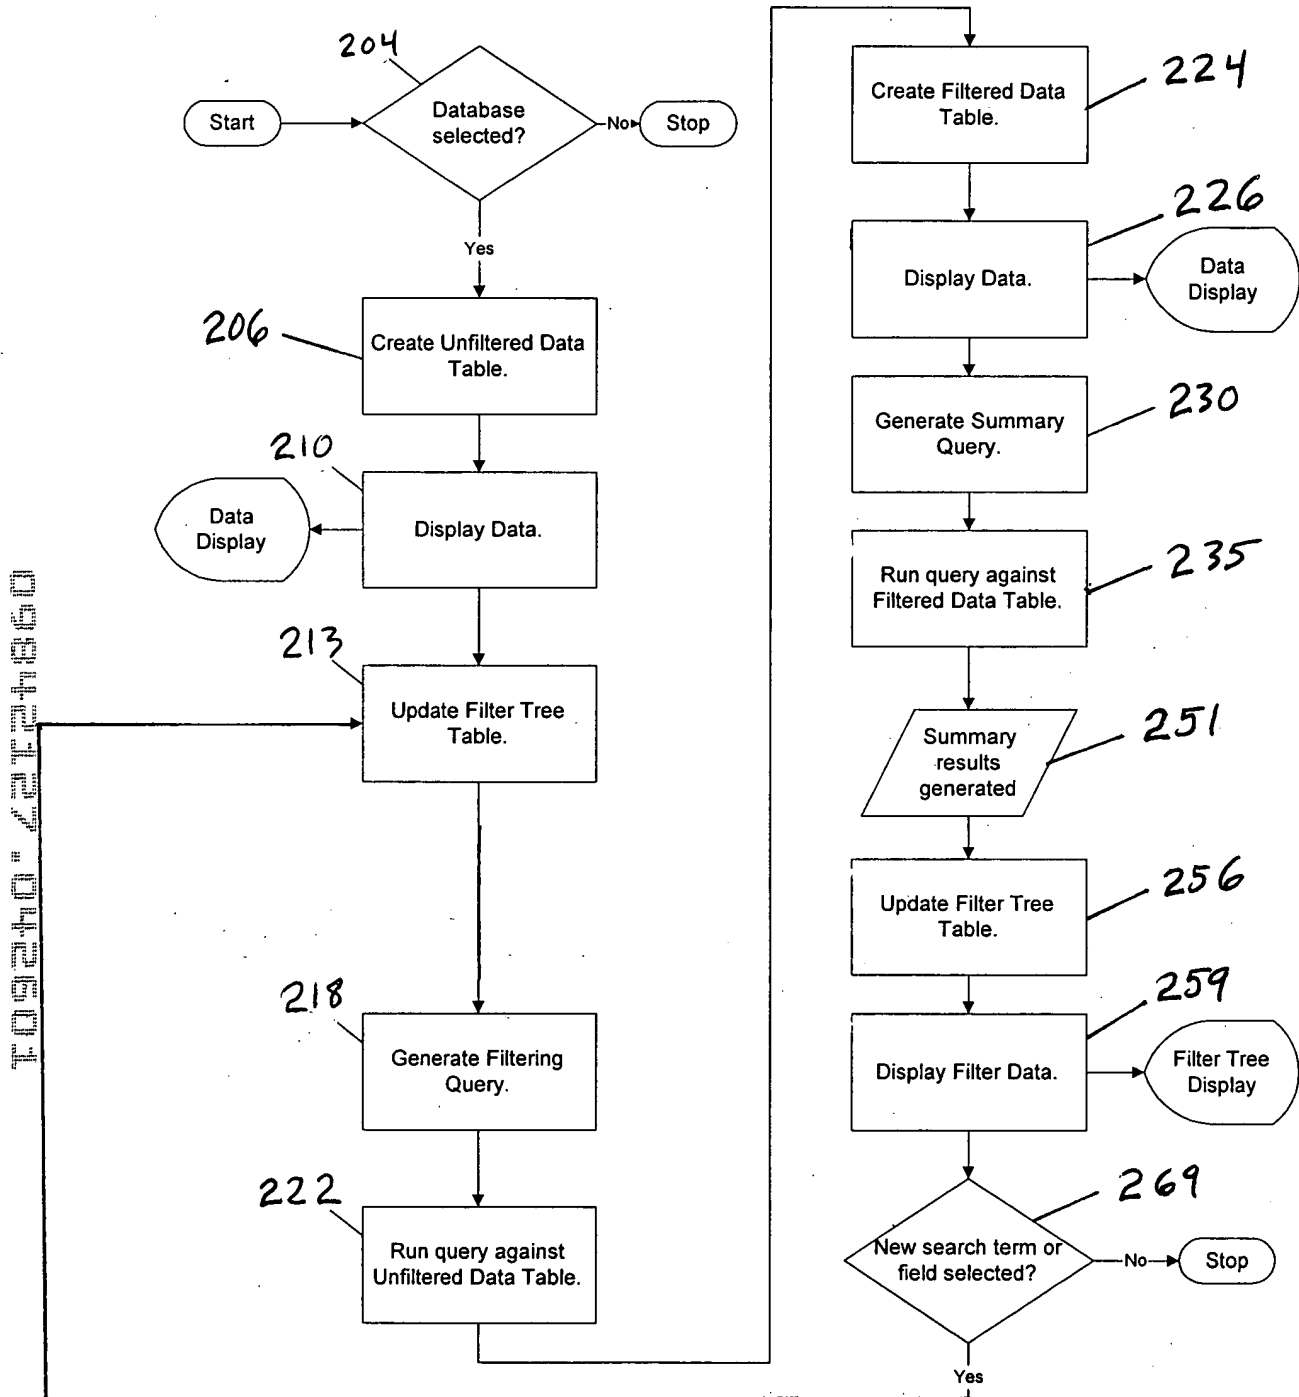 204
Start
Database
selected?
No
Stop
Yes
206
Create Unfiltered Data
Table.
210
Data
Display
Display Data.
213
Update Filter Tree
Table.
218
Generate Filtering
Query.
222
Run query against
Unfiltered Data Table.
224
Create Filtered Data
Table.
226
Display Data.
Data
Display
230
Generate Summary
Query.
235
Run query against
Filtered Data Table.
251
Summary
results
generated
256
Update Filter Tree
Table.
259
Display Filter Data.
Filter Tree
Display
269
New search term or
field selected?
No
Stop
Yes
09842127.042501